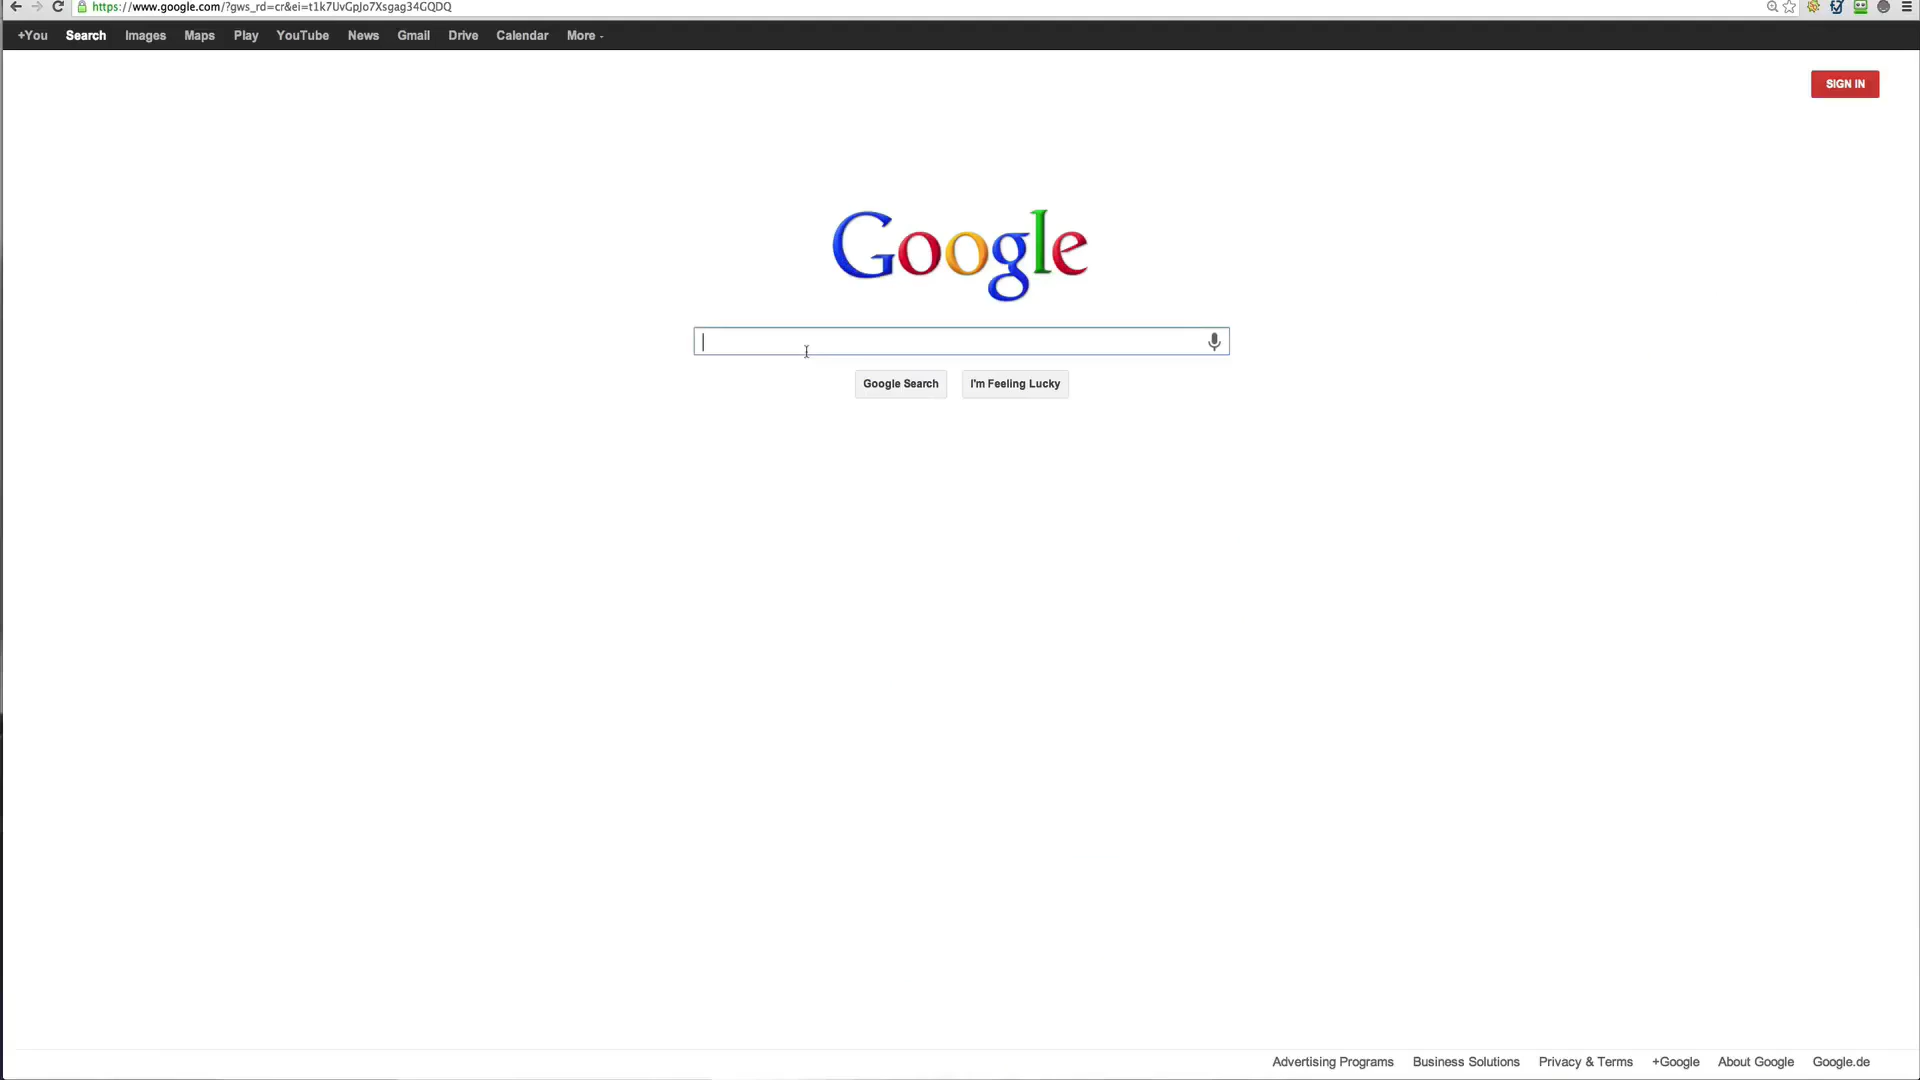 https://www.google.com/?gws_rd=cr&ei=t1k7UvGpJo7Xsgag34GQDQ
+You Search Images Maps Play YouTube News Gmail Drive Calendar More
SIGN IN
Google
Google Search I'm Feeling Lucky
Advertising Programs Business Solutions Privacy & Terms +Google About Google Google.de